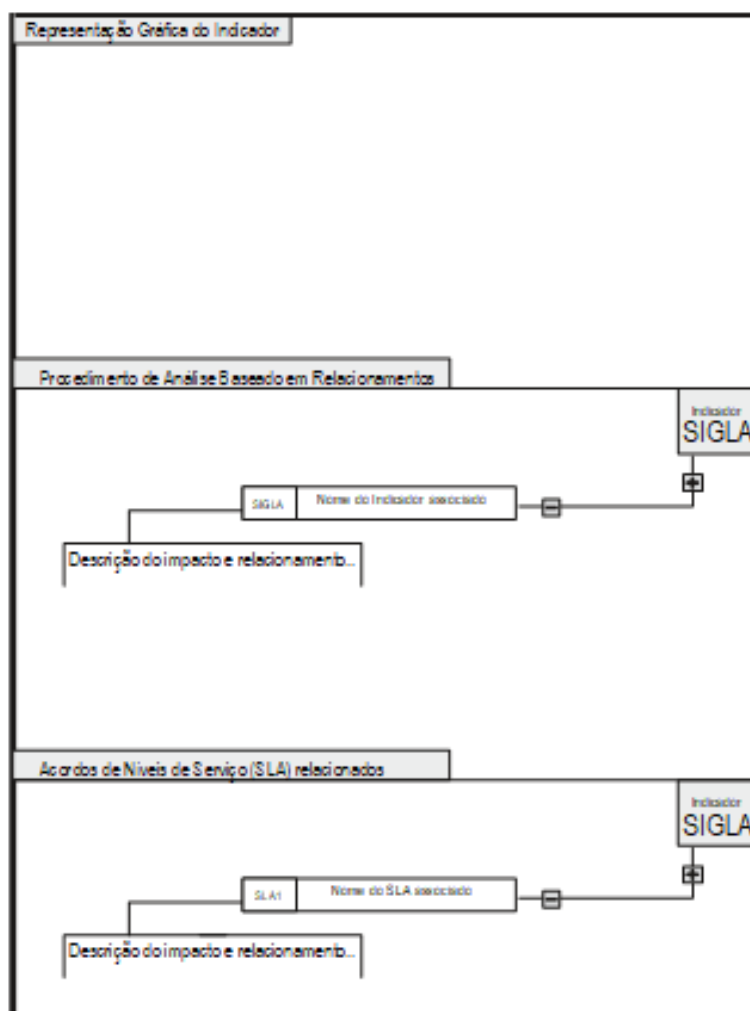 Representação Gráfica do Indicador
Procedimento de Análise Baseado em Relacionamentos
Indicador
SIGLA
SIGLA Nome do Indicador associado
Descrição do impacto e relacionamento...
Acordos de Níveis de Serviço (SLA) relacionados
Indicador
SIGLA
SLA1 Nome do SLA associado
Descrição do impacto e relacionamento...